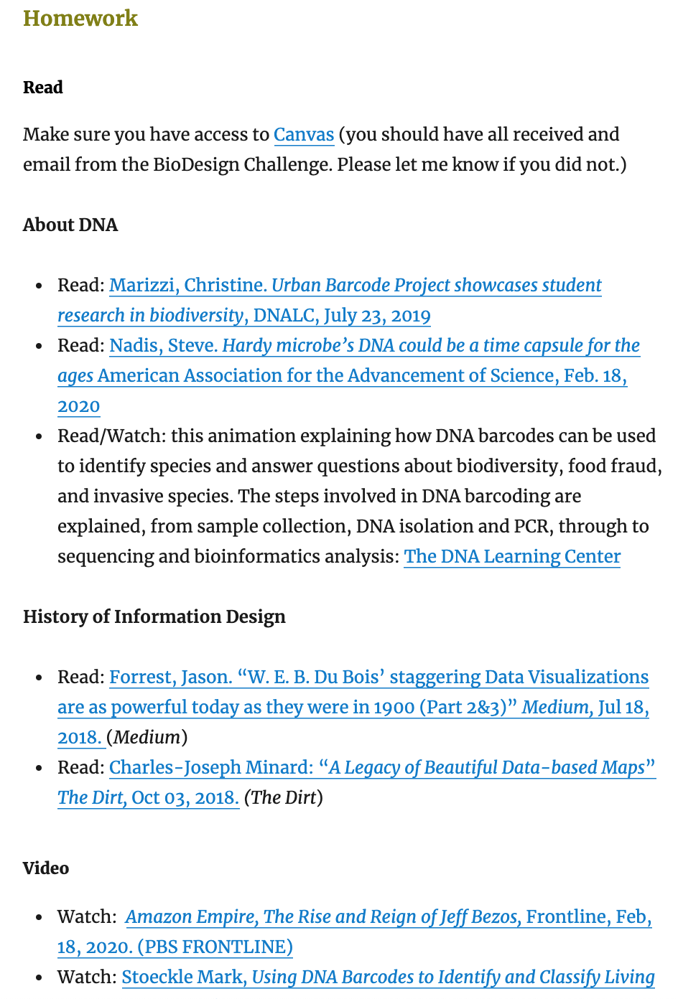 Homework
Read
Make sure you have access to Canvas (you should have all received and
email from the BioDesign Challenge. Please let me know if you did not.)
About DNA
• Read: Marizzi, Christine. Urban Barcode Project showcases student
research in biodiversity, DNALC, July 23, 2019
• Read: Nadis, Steve. Hardy microbe’s DNA could be a time capsule for the
ages American Association for the Advancement of Science, Feb. 18,
2020
• Read/Watch: this animation explaining how DNA barcodes can be used
to identify species and answer questions about biodiversity, food fraud,
and invasive species. The steps involved in DNA barcoding are
explained, from sample collection, DNA isolation and PCR, through to
sequencing and bioinformatics analysis: The DNA Learning Center
History of Information Design
• Read: Forrest, Jason. “W. E. B. Du Bois’ staggering Data Visualizations
are as powerful today as they were in 1900 (Part 2&3)” Medium, Jul 18,
2018. (Medium)
• Read: Charles-Joseph Minard: “A Legacy of Beautiful Data-based Maps”
The Dirt, Oct 03, 2018. (The Dirt)
Video
• Watch: Amazon Empire, The Rise and Reign of Jeff Bezos, Frontline, Feb,
18, 2020. (PBS FRONTLINE)
• Watch: Stoeckle Mark, Using DNA Barcodes to Identify and Classify Living